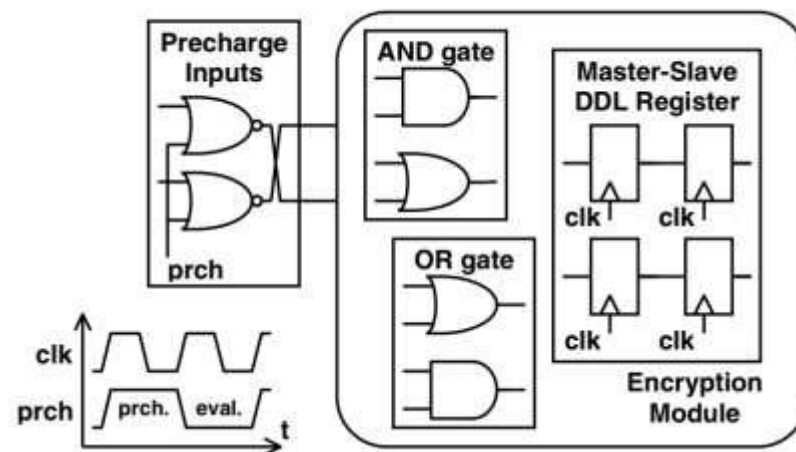 Precharge
Inputs
prch
AND gate
OR gate
Master-Slave
DDL Register
clk
clk
clk
clk
Encryption
Module
clk
prch
prch.
eval.
t